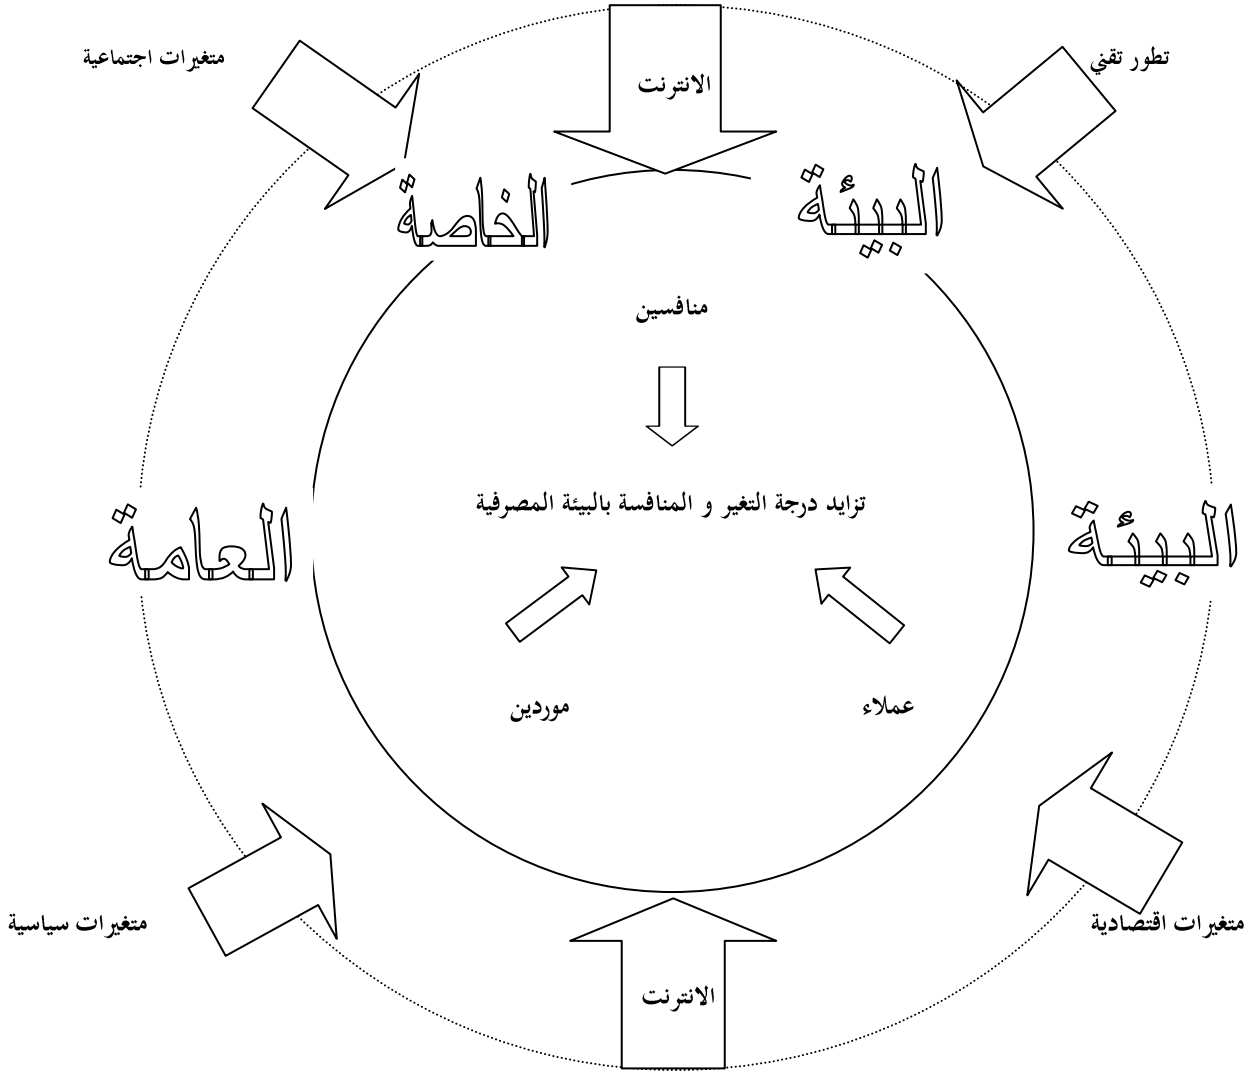 تطور تقني
متغيرات اجتماعية
الانترنت
البيئة الخاصة
منافسين
تزايد درجة التغير و المنافسة بالبيئة المصرفية
البيئة العامة
عملاء
موردين
متغيرات اقتصادية
متغيرات سياسية
الانترنت